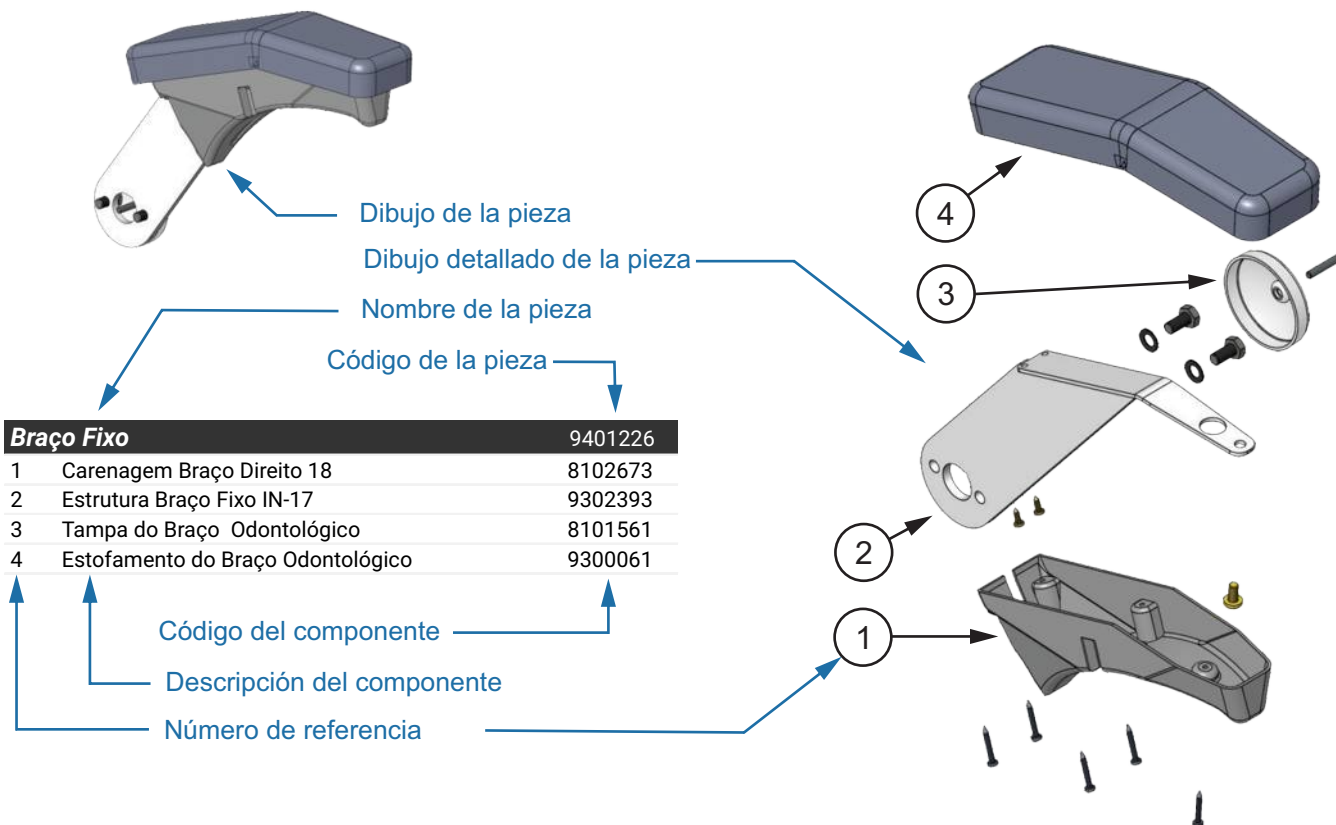 Dibujo de la pieza
Dibujo detallado de la pieza
Nombre de la pieza
Código de la pieza
Braço Fixo 9401226
1 Carenagem Braço Direito 18 8102673
2 Estrutura Braço Fixo IN-17 9302393
3 Tampa do Braço Odontológico 8101561
4 Estofamento do Braço Odontológico 9300061
Código del componente
Descripción del componente
Número de referencia
4
3
2
1